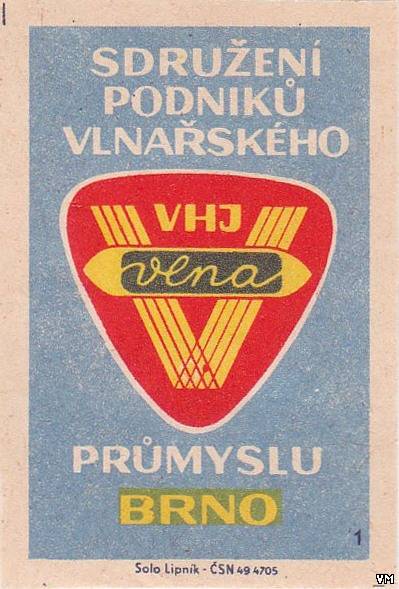 SDRUŽENÍ
PODNIKŮ
VLNAŘSKÉHO
VHJ
vlna
PRŮMYSLU
BRNO
1
Solo Lipník - ČSN 49 4705
VM